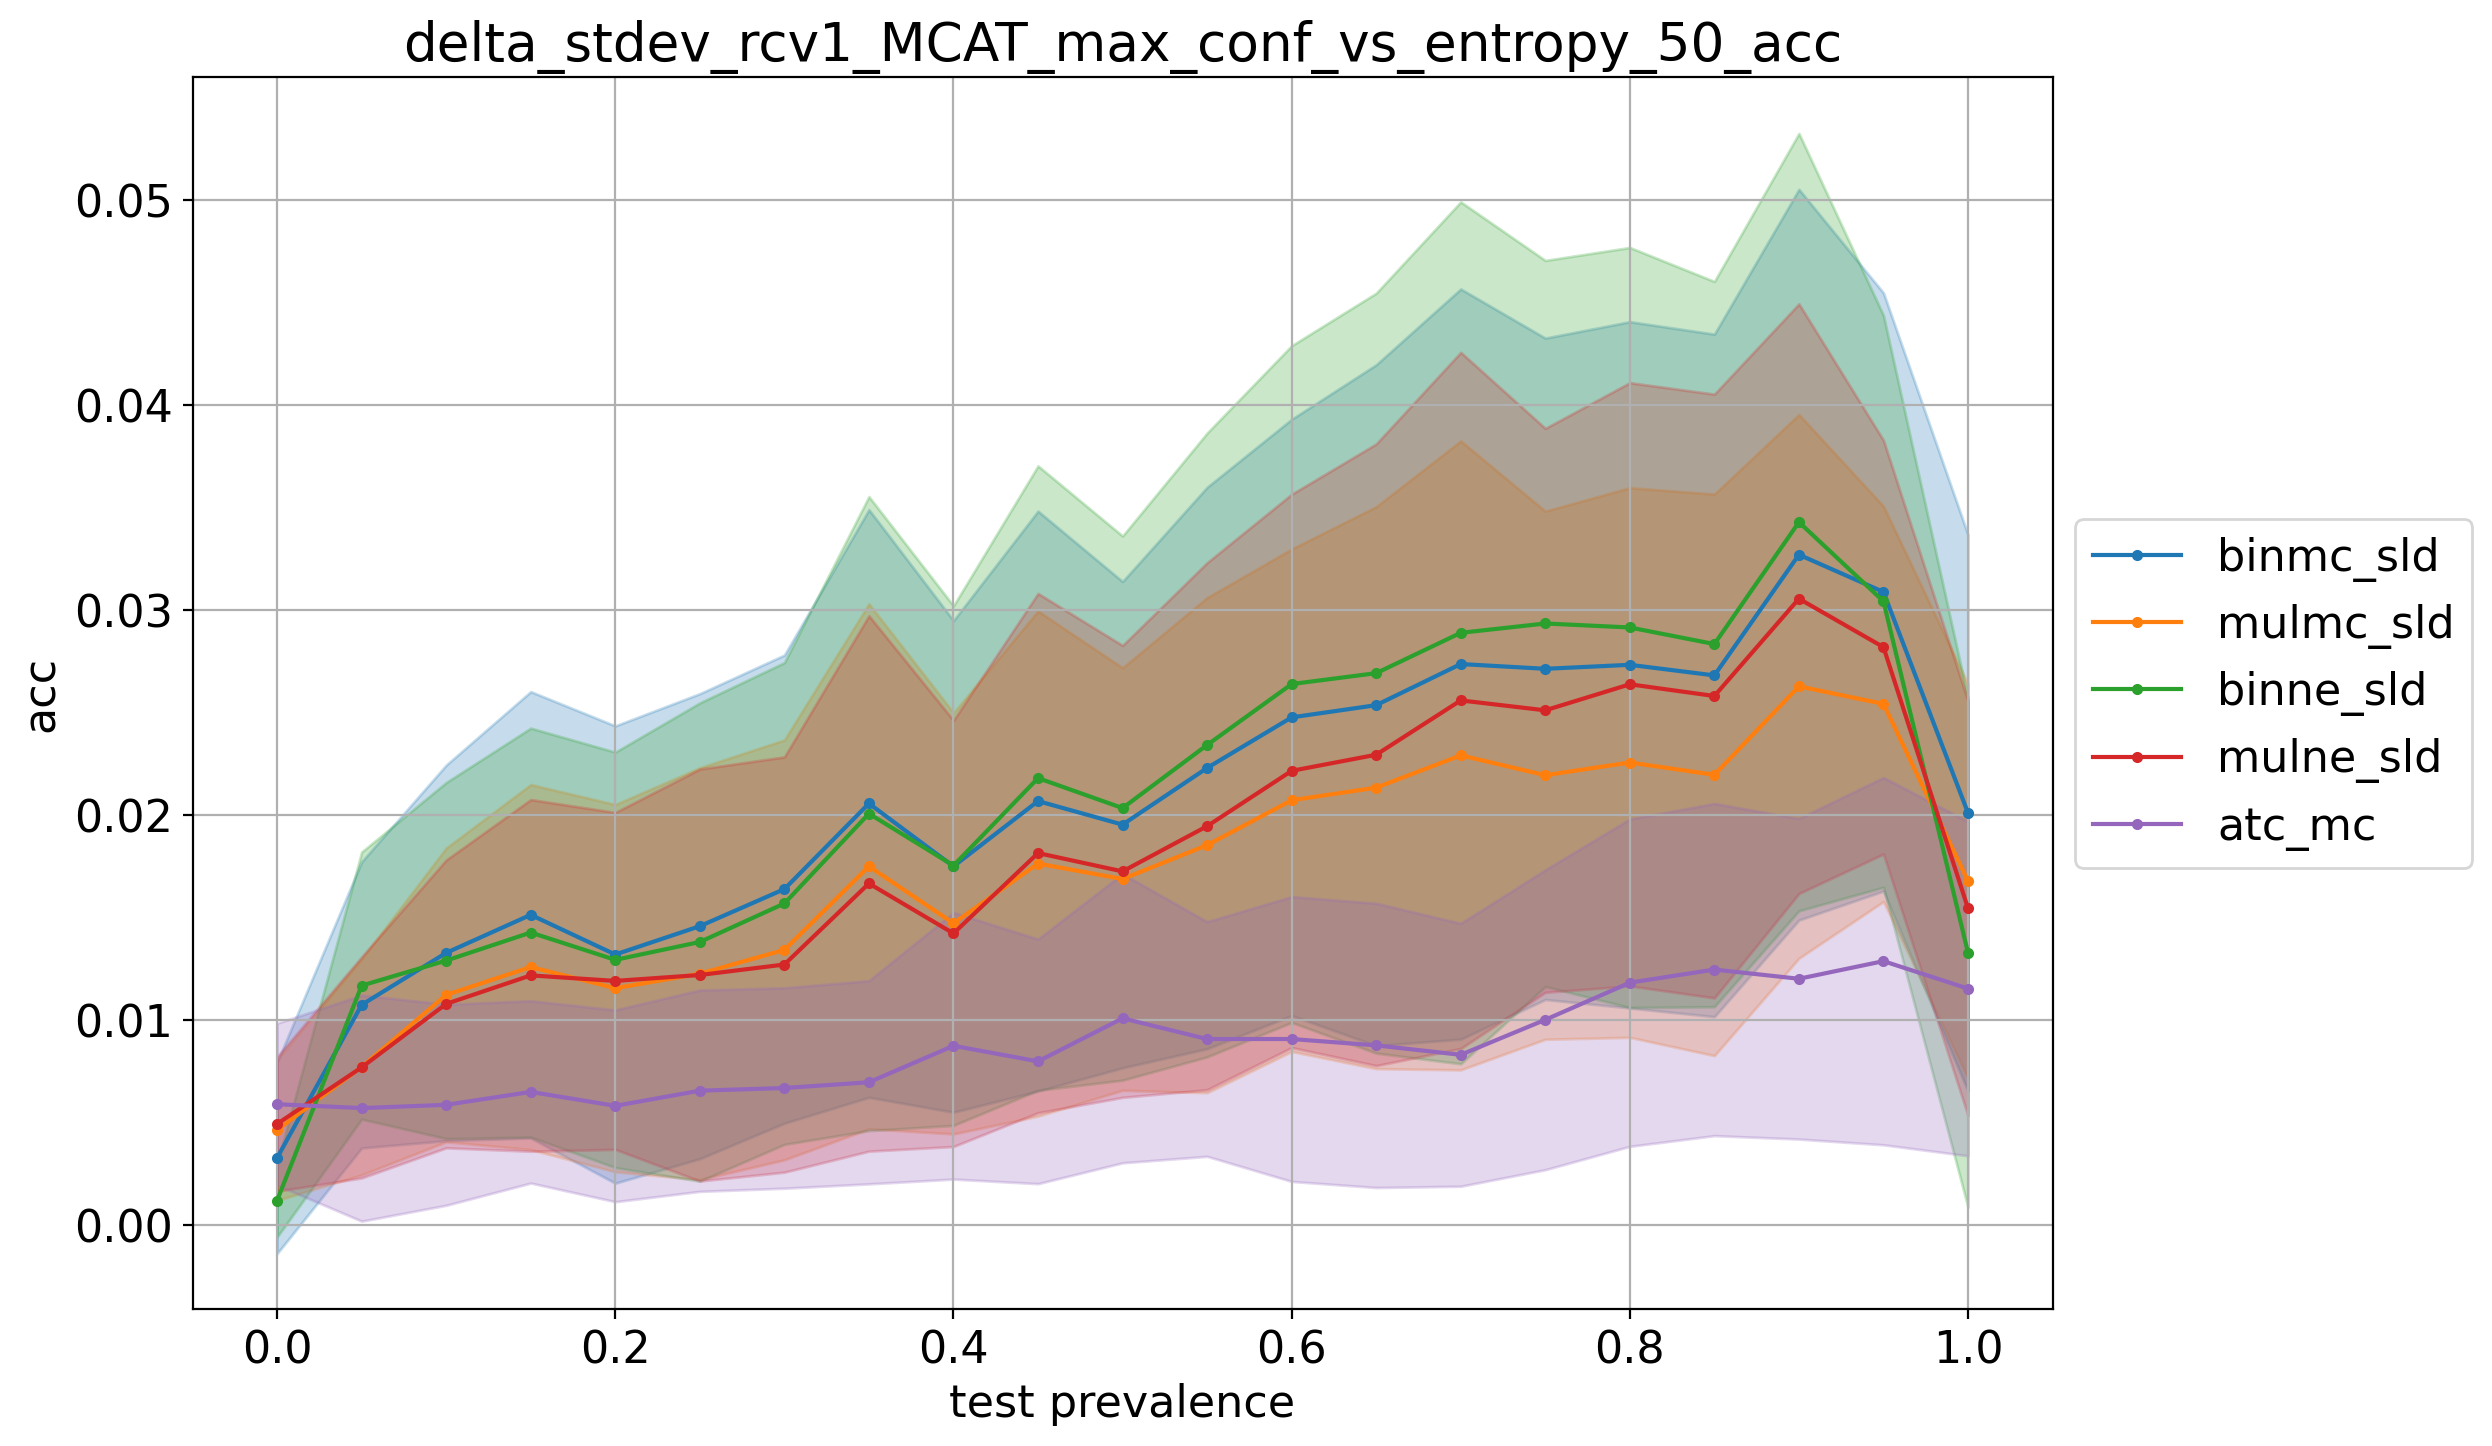 delta_stdev_rcv1_MCAT_max_conf_vs_entropy_50_acc
0.05
0.04
0.03
0.02
0.01
0.00
acc
0.0 0.2 0.4 0.6 0.8 1.0
test prevalence
binmc_sld
mulmc_sld
binne_sld
mulne_sld
atc_mc